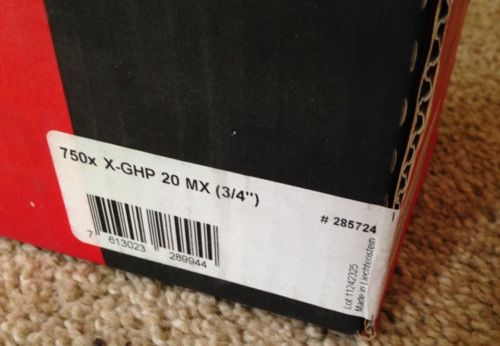 750x X-GHP 20 MX (3/4")
# 285724
7 613023 289944
Lot 11242325
Made in Liechtenstein